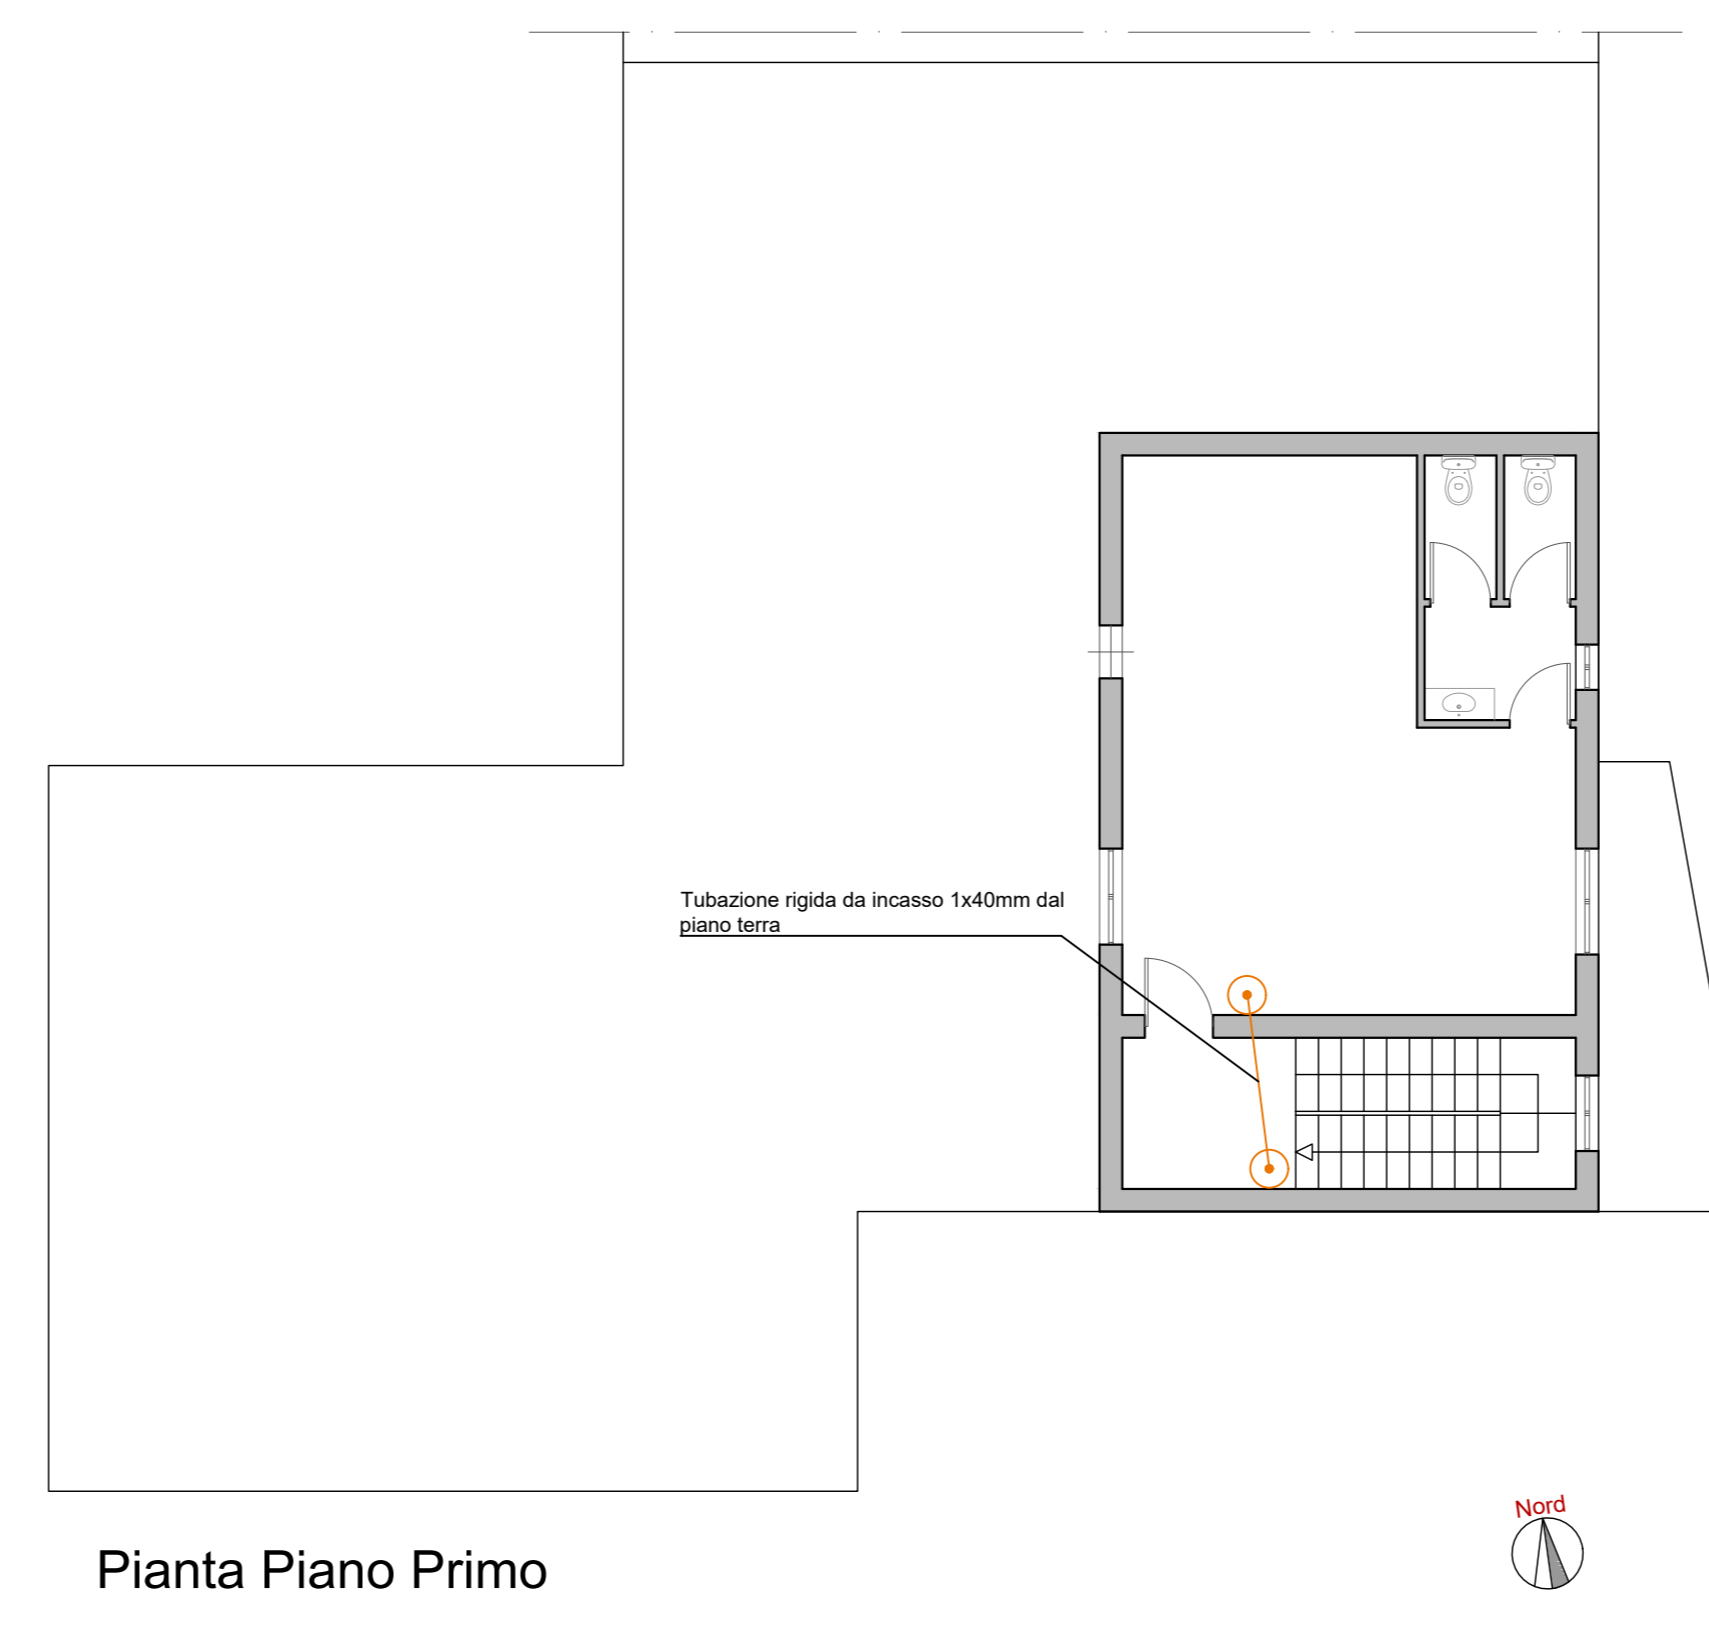 Tubazione rigida da incasso 1x40mm dal
piano terra
Nord
Pianta Piano Primo